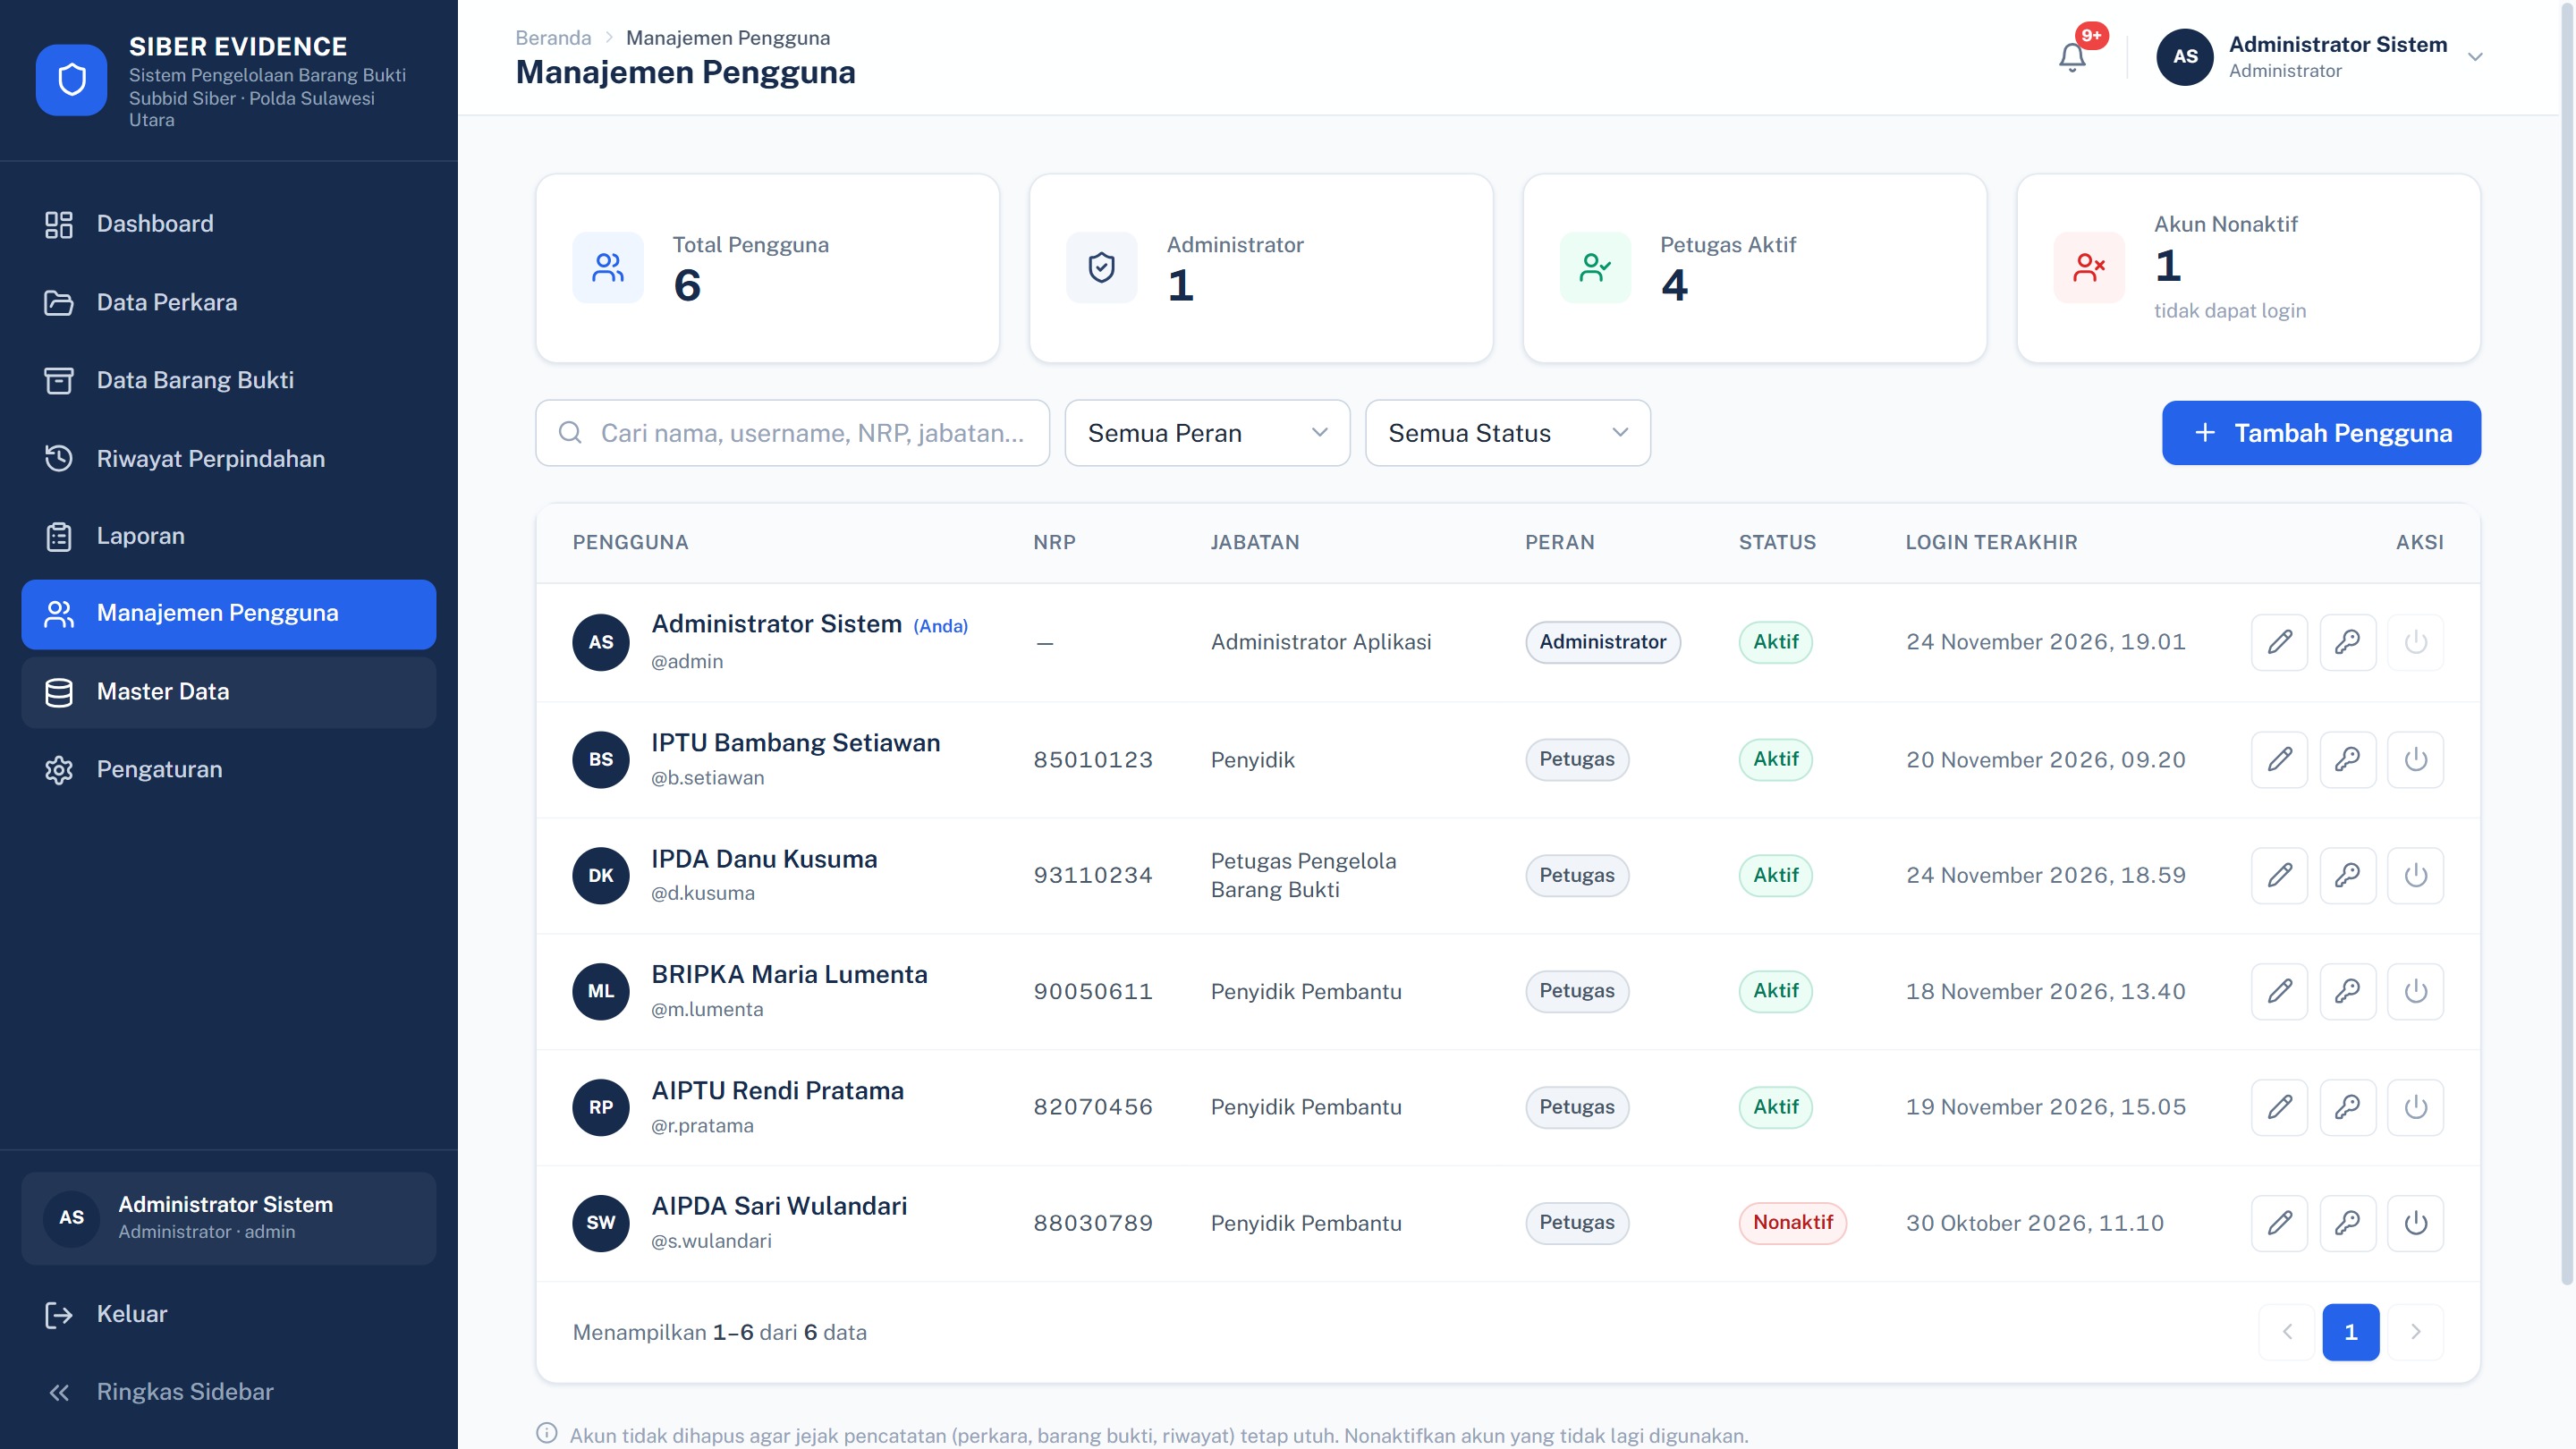 SIBER EVIDENCE
Sistem Pengelolaan Barang Bukti
Subbid Siber · Polda Sulawesi
Utara
Dashboard
Data Perkara
Data Barang Bukti
Riwayat Perpindahan
Laporan
Manajemen Pengguna
Master Data
Pengaturan
AS
Administrator Sistem
Administrator · admin
Keluar
Ringkas Sidebar
Beranda > Manajemen Pengguna
Manajemen Pengguna
9+
AS
Administrator Sistem
Administrator
Total Pengguna
6
Administrator
1
Petugas Aktif
4
Akun Nonaktif
1
tidak dapat login
Cari nama, username, NRP, jabatan...
Semua Peran
Semua Status
+ Tambah Pengguna
PENGGUNA NRP JABATAN PERAN STATUS LOGIN TERAKHIR AKSI
AS Administrator Sistem (Anda) — Administrator Aplikasi Administrator Aktif 24 November 2026, 19.01
@admin
BS IPTU Bambang Setiawan 85010123 Penyidik Petugas Aktif 20 November 2026, 09.20
@b.setiawan
DK IPDA Danu Kusuma 93110234 Petugas Pengelola Barang Bukti Petugas Aktif 24 November 2026, 18.59
@d.kusuma
ML BRIPKA Maria Lumenta 90050611 Penyidik Pembantu Petugas Aktif 18 November 2026, 13.40
@m.lumenta
RP AIPTU Rendi Pratama 82070456 Penyidik Pembantu Petugas Aktif 19 November 2026, 15.05
@r.pratama
SW AIPDA Sari Wulandari 88030789 Penyidik Pembantu Petugas Nonaktif 30 Oktober 2026, 11.10
@s.wulandari
Menampilkan 1–6 dari 6 data
1
Akun tidak dihapus agar jejak pencatatan (perkara, barang bukti, riwayat) tetap utuh. Nonaktifkan akun yang tidak lagi digunakan.